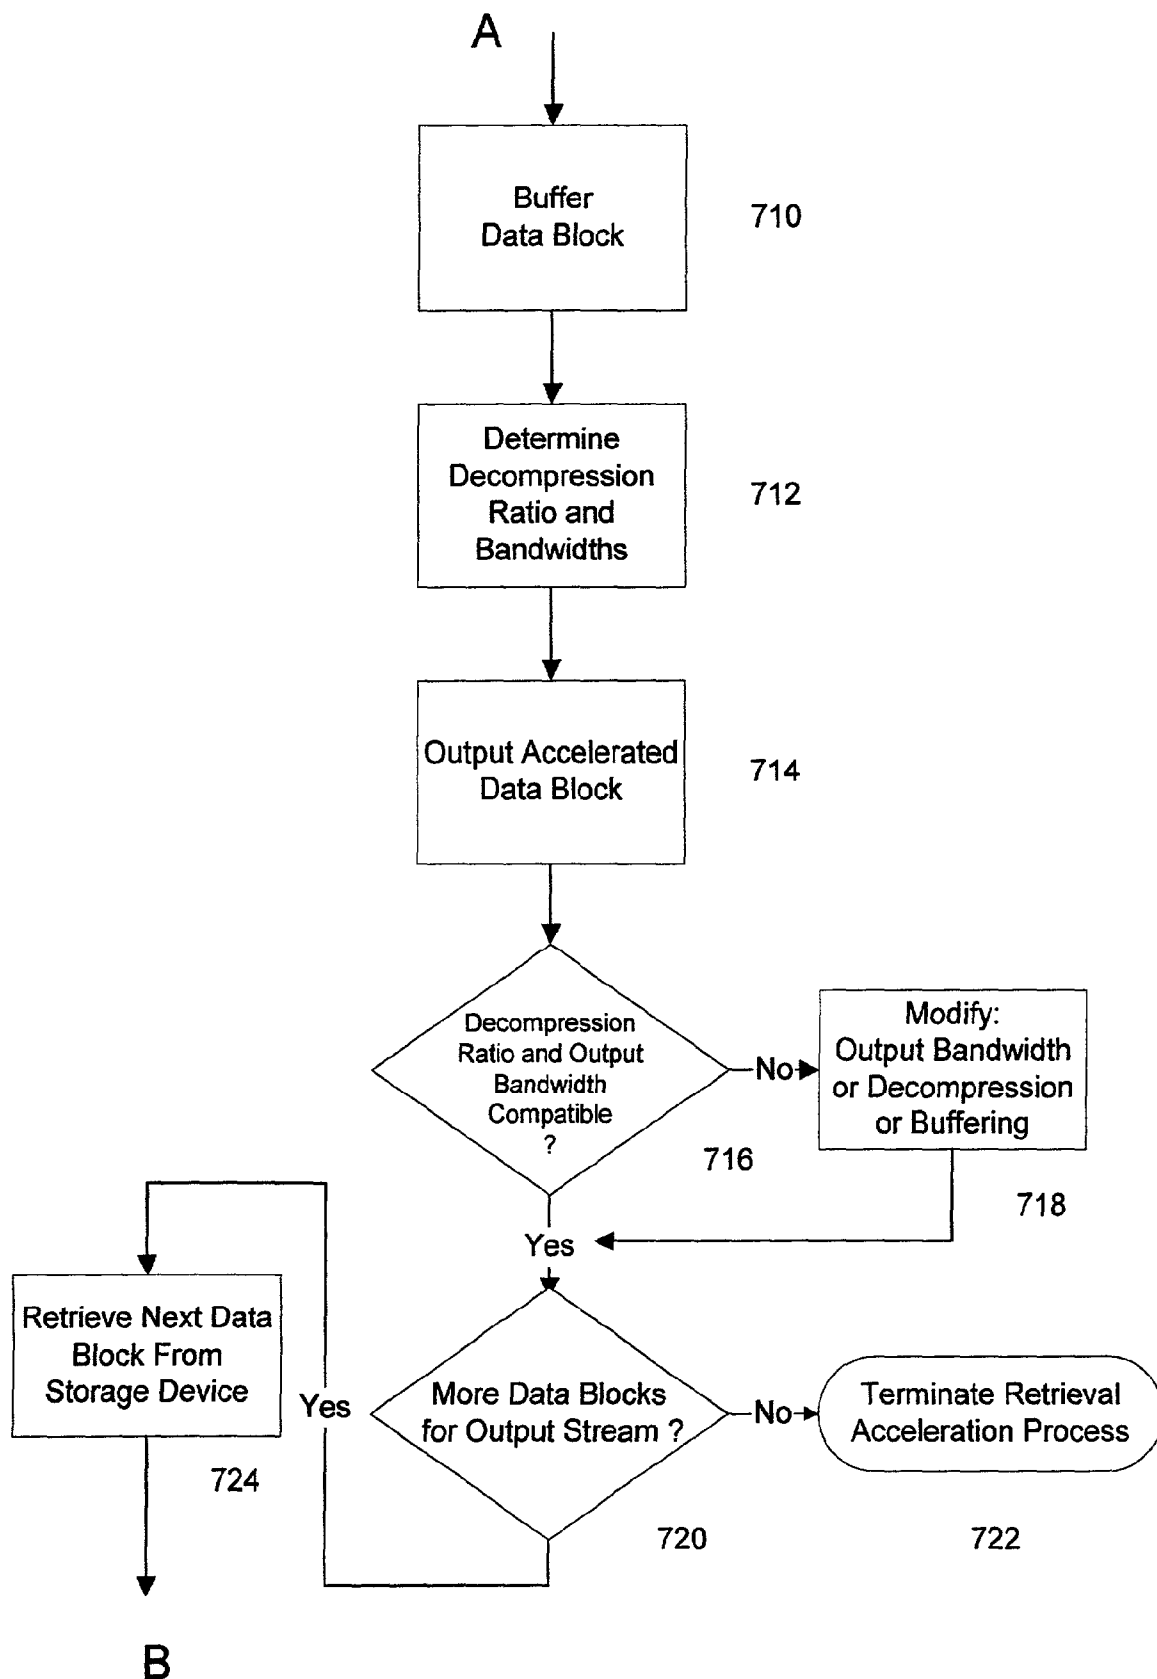 A
Buffer
Data Block
710
Determine
Decompression
Ratio and
Bandwidths
712
Output Accelerated
Data Block
714
Decompression
Ratio and Output
Bandwidth
Compatible
?
716
No
Modify:
Output Bandwidth
or Decompression
or Buffering
718
Yes
More Data Blocks
for Output Stream ?
720
No
Terminate Retrieval
Acceleration Process
722
Yes
Retrieve Next Data
Block From
Storage Device
724
B